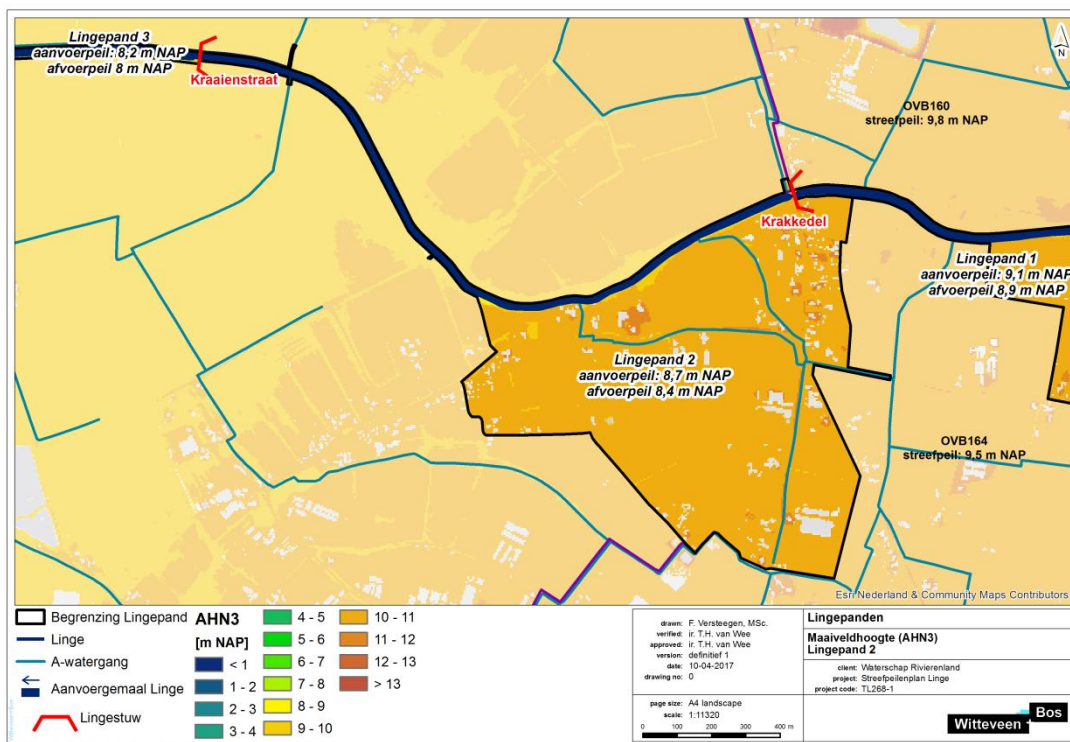 Lingepand 3
aanvoerpeil: 8,2 m NAP
afvoerpeil 8 m NAP
Kraaienstraat
N
OVB160
streefpeil: 9,8 m NAP
Krakkedel
Lingepand 1
aanvoerpeil: 9,1 m NAP
afvoerpeil 8,9 m NAP
Lingepand 2
aanvoerpeil: 8,7 m NAP
afvoerpeil 8,4 m NAP
OVB164
streefpeil: 9,5 m NAP
Esri Nederland & Community Maps Contributors
Begrenzing Lingepand
Linge
A-watergang
Aanvoergemaal Linge
Lingestuw
AHN3
[m NAP]
< 1
1 - 2
2 - 3
3 - 4
4 - 5
5 - 6
6 - 7
7 - 8
8 - 9
9 - 10
10 - 11
11 - 12
12 - 13
> 13
drawn: F. Versteegen, MSc.
verified: ir. T.H. van Wee
approved: ir. T.H. van Wee
version: definitief 1
date: 10-04-2017
drawing no: 0
page size: A4 landscape
scale: 1:11320
0 100 200 300 400 m
Lingepanden
Maaiveldhoogte (AHN3)
Lingepand 2
client: Waterschap Rivierenland
project: Streefpeilenplan Linge
project code: TL268-1
Witteveen + Bos
Witteveen+Bos